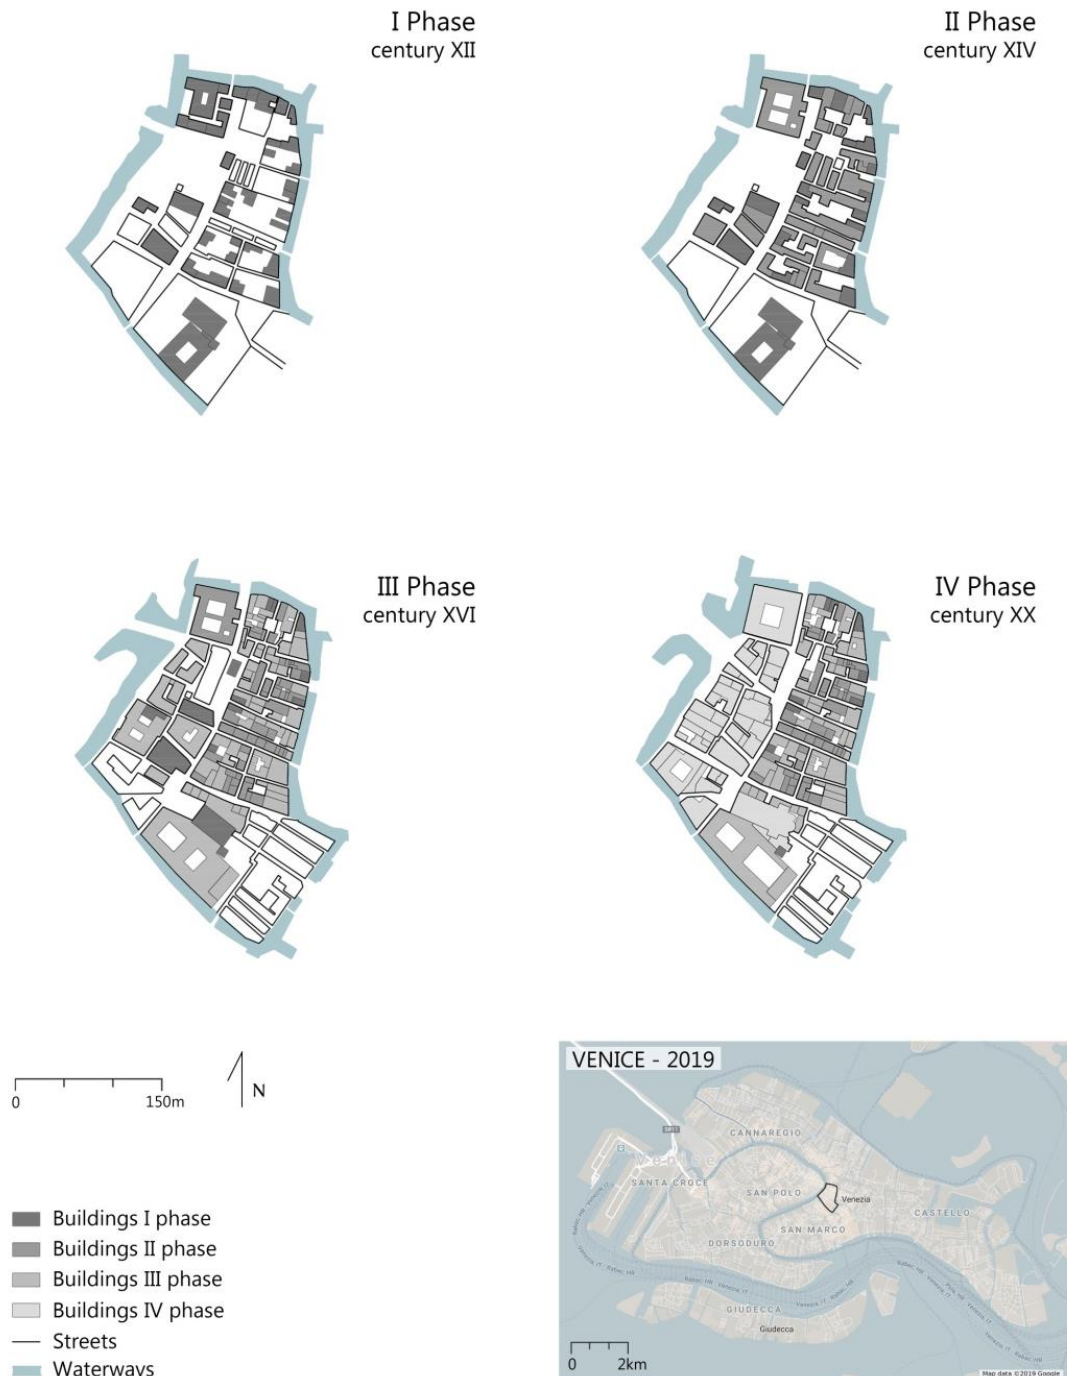 I Phase
century XII
II Phase
century XIV
III Phase
century XVI
IV Phase
century XX
0 150m
N
Buildings I phase
Buildings II phase
Buildings III phase
Buildings IV phase
Streets
Waterways
VENICE - 2019
CANNAREGIO
SANTA CROCE
SAN POLO
Venezia
CASTELLO
SAN MARCO
DORSODURO
GIUDECCA
Giudecca
0 2km
Map data ©2019 Google